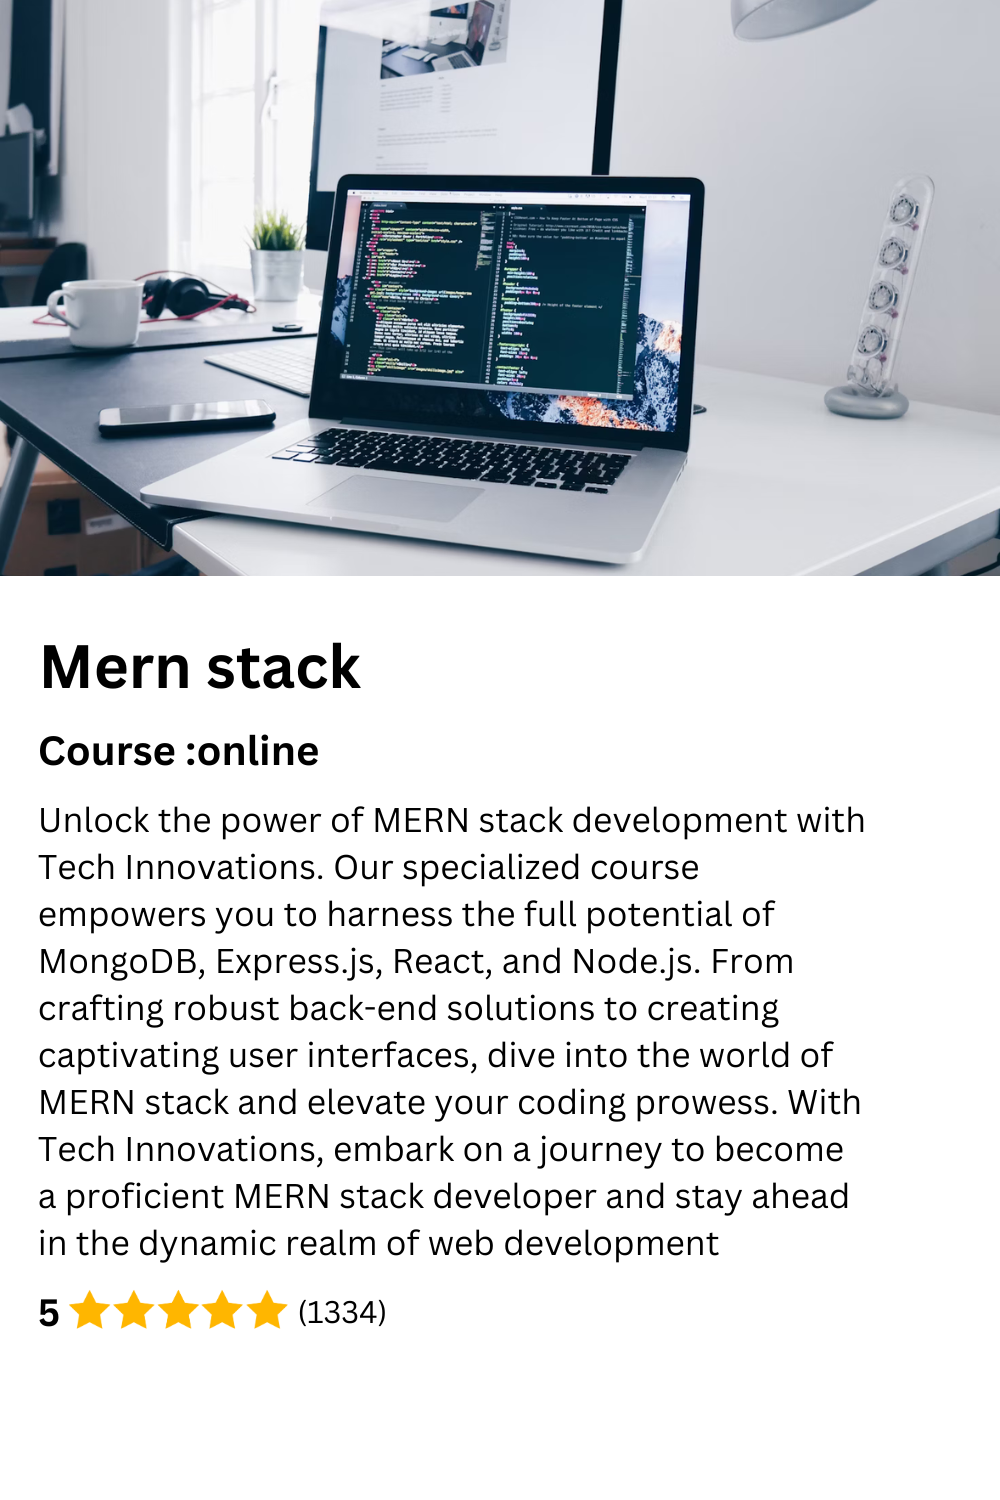 Mern stack
Course :online
Unlock the power of MERN stack development with
Tech Innovations. Our specialized course
empowers you to harness the full potential of
MongoDB, Express.js, React, and Node.js. From
crafting robust back-end solutions to creating
captivating user interfaces, dive into the world of
MERN stack and elevate your coding prowess. With
Tech Innovations, embark on a journey to become
a proficient MERN stack developer and stay ahead
in the dynamic realm of web development
5 (1334)